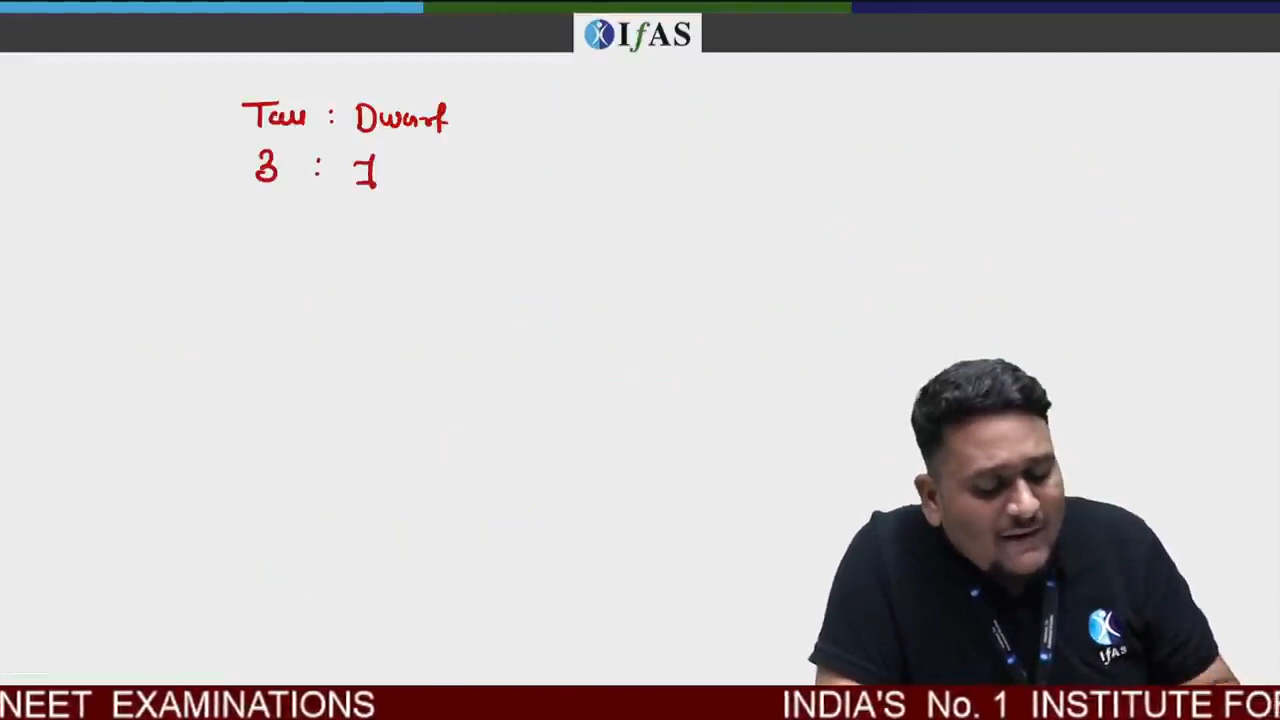 IfAS
Tall : Dwarf
3 : 1
IfAS
NEET EXAMINATIONS INDIA'S No. 1 INSTITUTE FOR